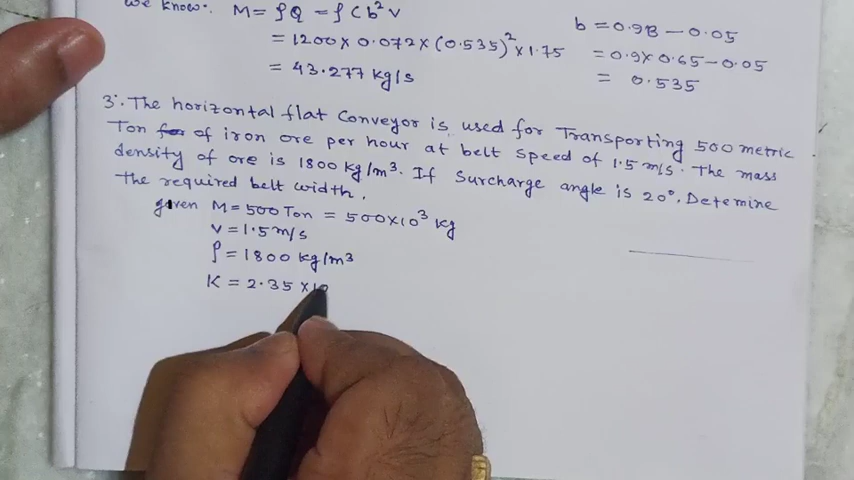 we know:. M = ρQ = ρ C b² V
= 1200 × 0.072 × (0.535)² × 1.75
= 43.277 kg/s
b = 0.9B - 0.05
= 0.9 × 0.65 - 0.05
= 0.535
3. The horizontal flat Conveyor is used for Transporting 500 metric
Ton of iron ore per hour at belt speed of 1.5 m/s. The mass
density of ore is 1800 kg/m³. If Surcharge angle is 20°. Detemine
the required belt width.
given M = 500 Ton = 500 × 10³ kg
V = 1.5 m/s
ρ = 1800 kg/m³
K = 2.35 × 10